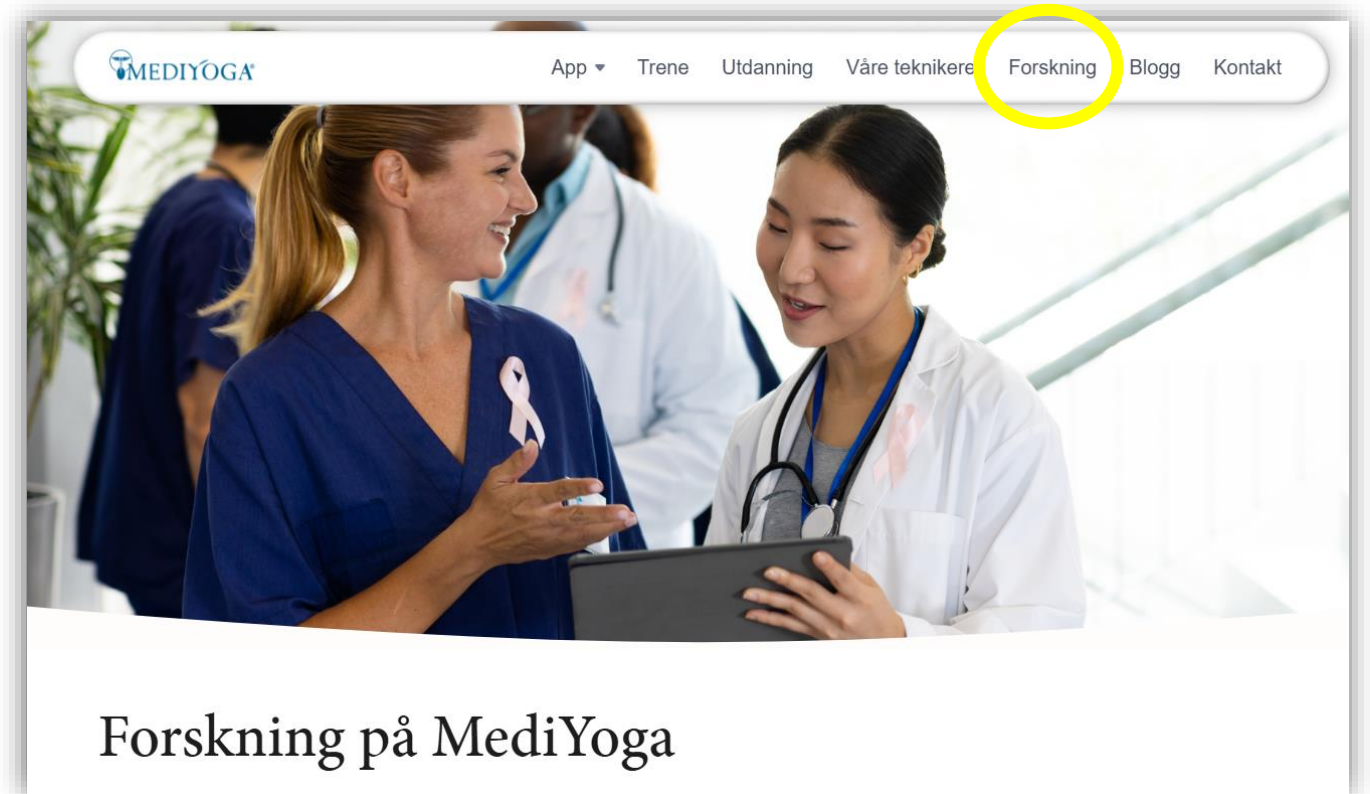 MEDIYOGA®
App Trene Utdanning Våre teknikere Forskning Blogg Kontakt
Forskning på MediYoga